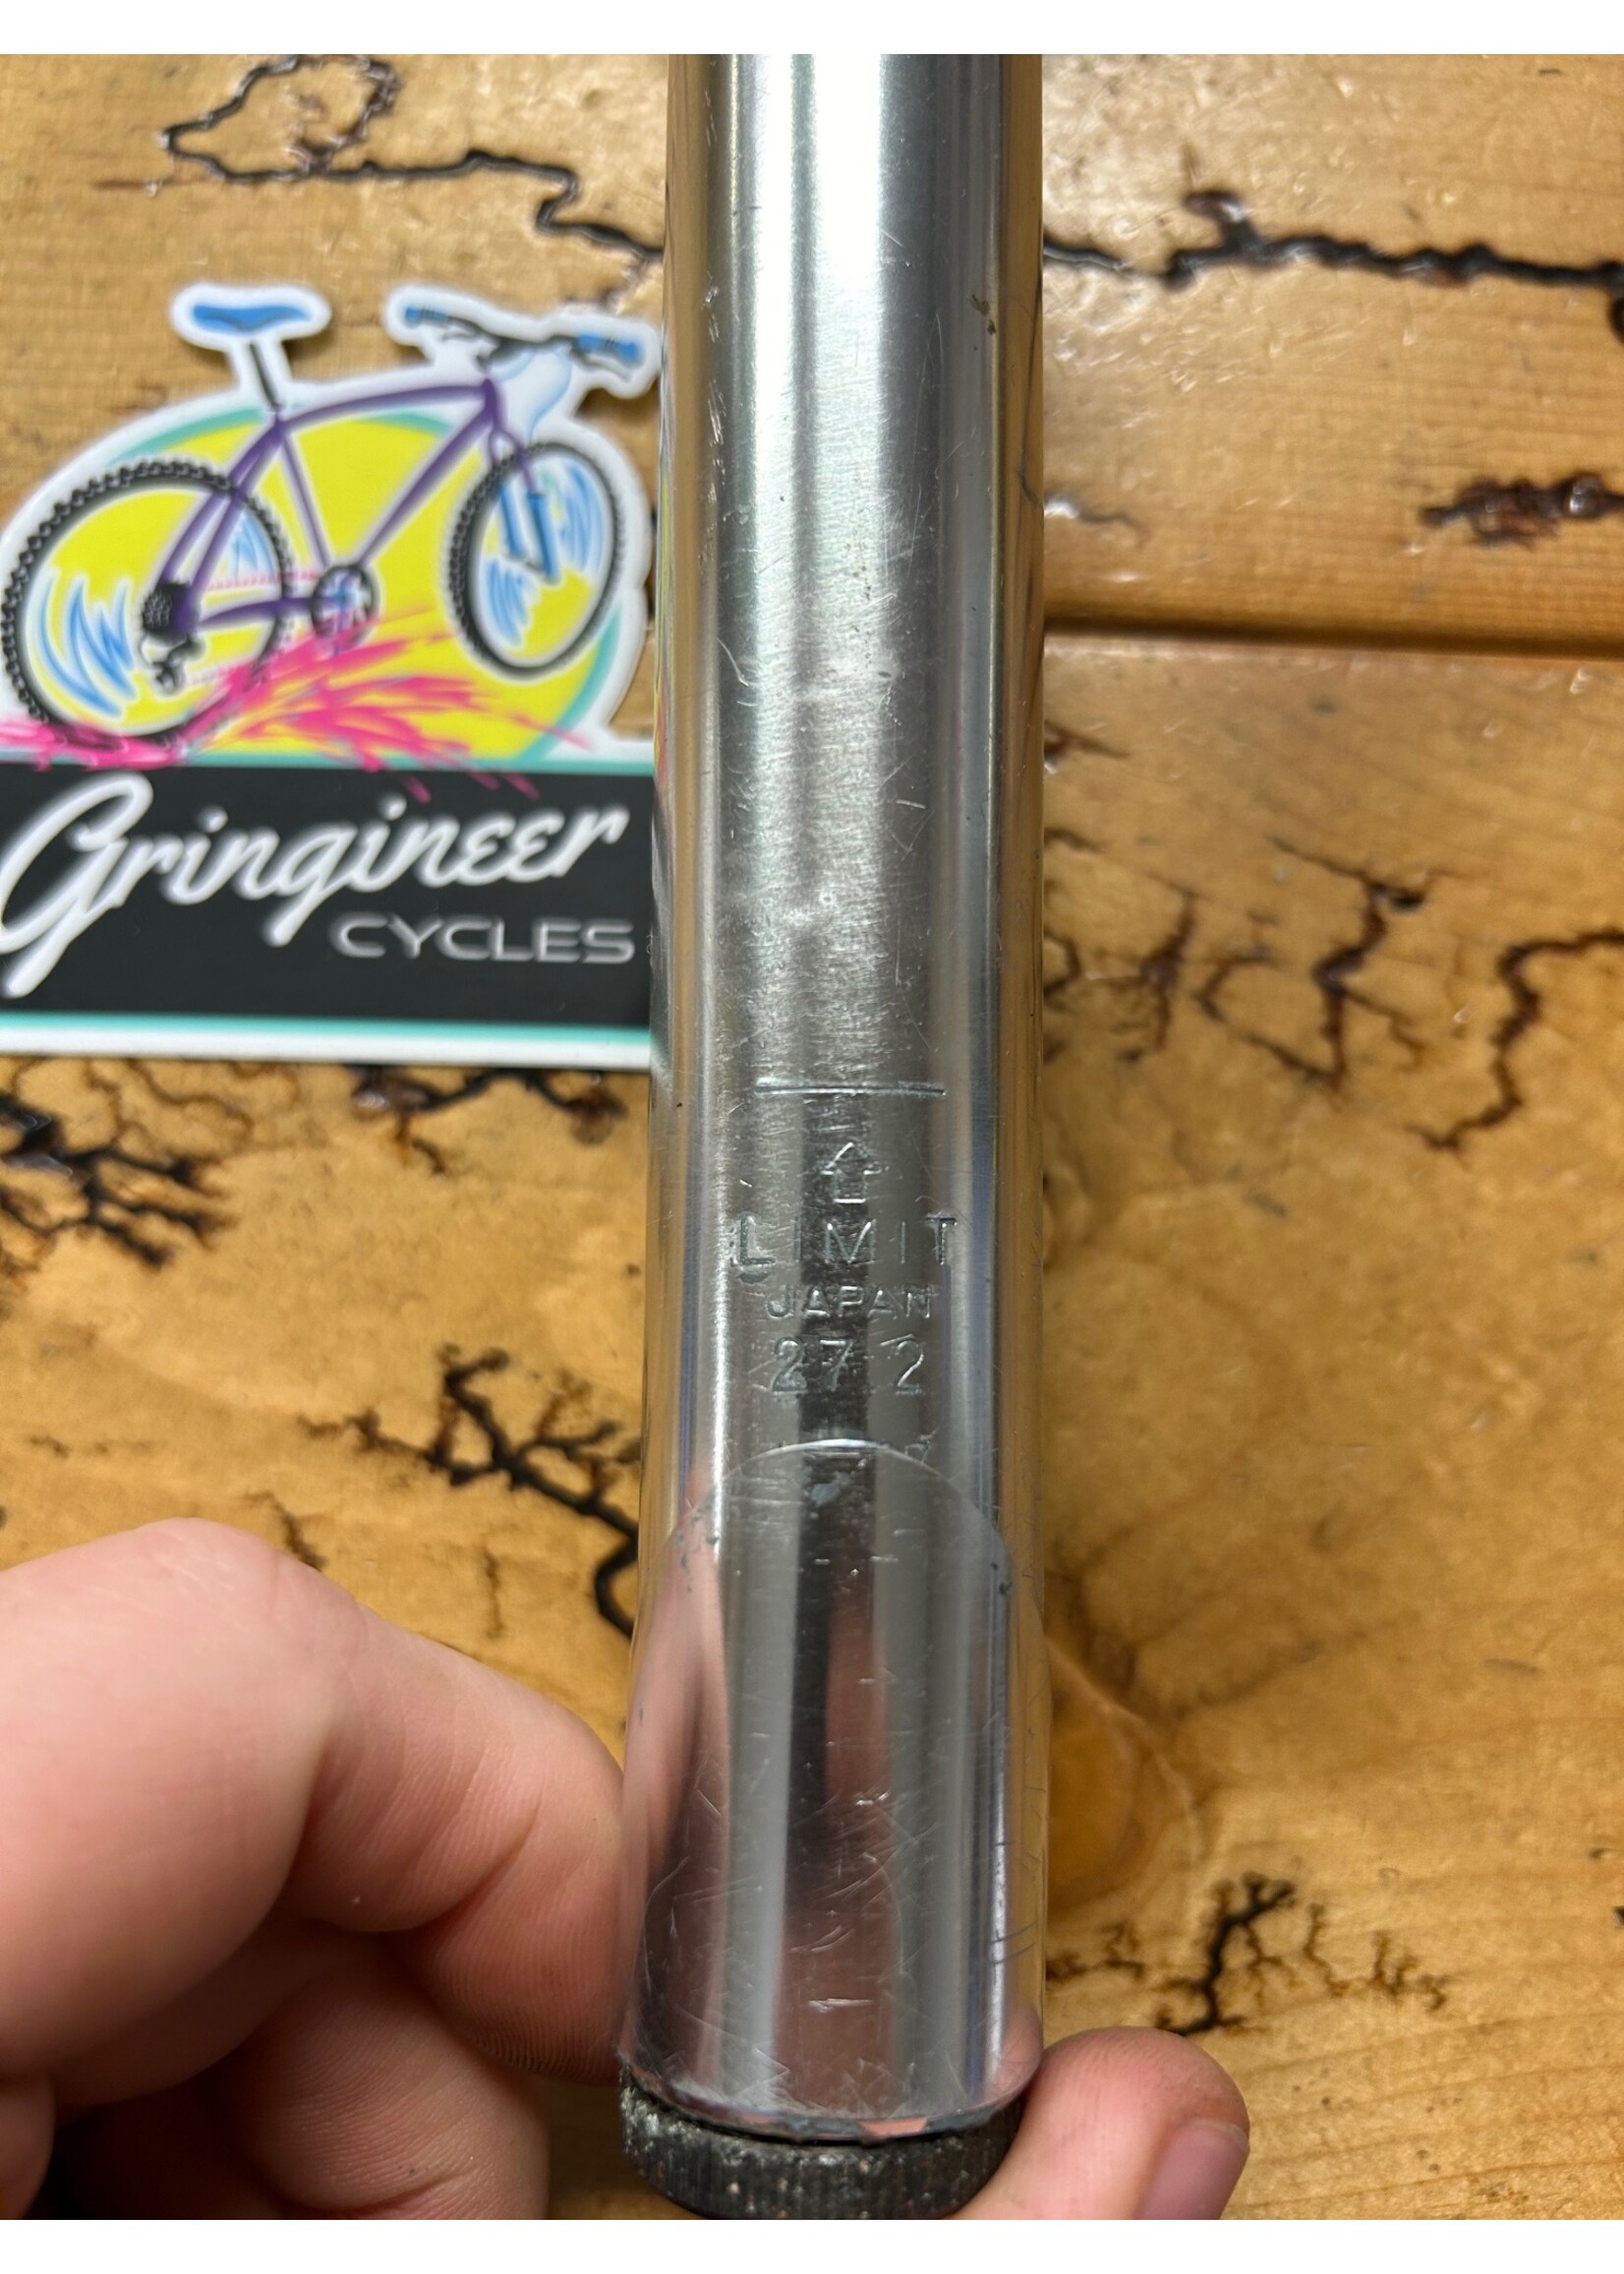 Gringineer
CYCLES
LIMIT
JAPAN
27.2